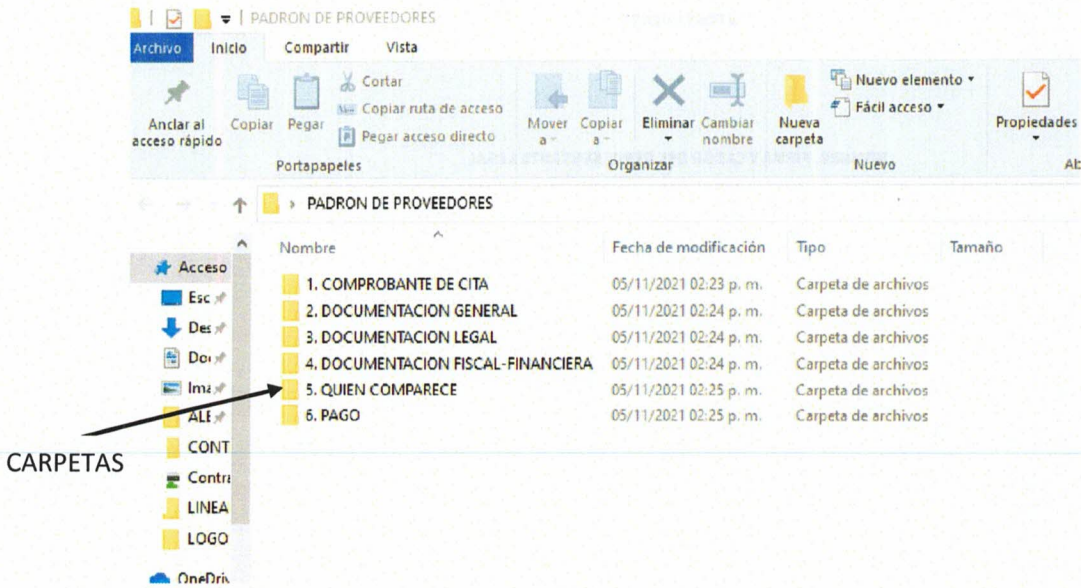 PADRON DE PROVEEDORES
Archivo Inicio Compartir Vista
Anclar al acceso rápido
Copiar
Pegar
Cortar
Copiar ruta de acceso
Pegar acceso directo
Portapapeles
Mover a
Copiar a
Eliminar
Cambiar nombre
Organizar
Nueva carpeta
Nuevo elemento
Fácil acceso
Nuevo
Propiedades
Ab
PADRON DE PROVEEDORES
Nombre Fecha de modificación Tipo Tamaño
1. COMPROBANTE DE CITA 05/11/2021 02:23 p. m. Carpeta de archivos
2. DOCUMENTACION GENERAL 05/11/2021 02:24 p. m. Carpeta de archivos
3. DOCUMENTACION LEGAL 05/11/2021 02:24 p. m. Carpeta de archivos
4. DOCUMENTACION FISCAL-FINANCIERA 05/11/2021 02:24 p. m. Carpeta de archivos
5. QUIEN COMPARECE 05/11/2021 02:25 p. m. Carpeta de archivos
6. PAGO 05/11/2021 02:25 p. m. Carpeta de archivos
Acceso
Esc
Des
Ima
CONT
Contra
LINEA
LOGO
OneDriv
CARPETAS